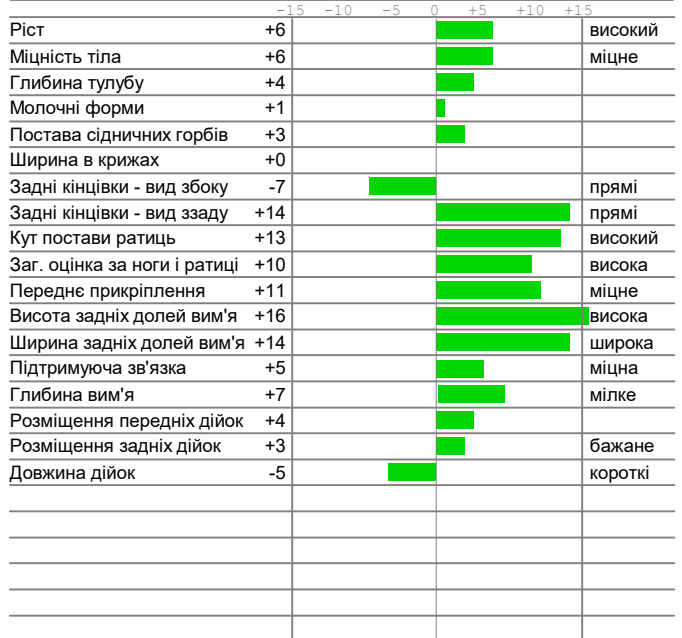 -15 -10 -5 0 +5 +10 +15
Ріст +6 високий
Міцність тіла +6 міцне
Глибина тулубу +4
Молочні форми +1
Постава сідничних горбів +3
Ширина в крижах +0
Задні кінцівки - вид збоку -7 прямі
Задні кінцівки - вид ззаду +14 прямі
Кут постави ратиць +13 високий
Заг. оцінка за ноги і ратиці +10 висока
Переднє прикріплення +11 міцне
Висота задніх долей вим'я +16 висока
Ширина задніх долей вим'я +14 широка
Підтримуюча зв'язка +5 міцна
Глибина вим'я +7 мілке
Розміщення передніх дійок +4
Розміщення задніх дійок +3 бажане
Довжина дійок -5 короткі